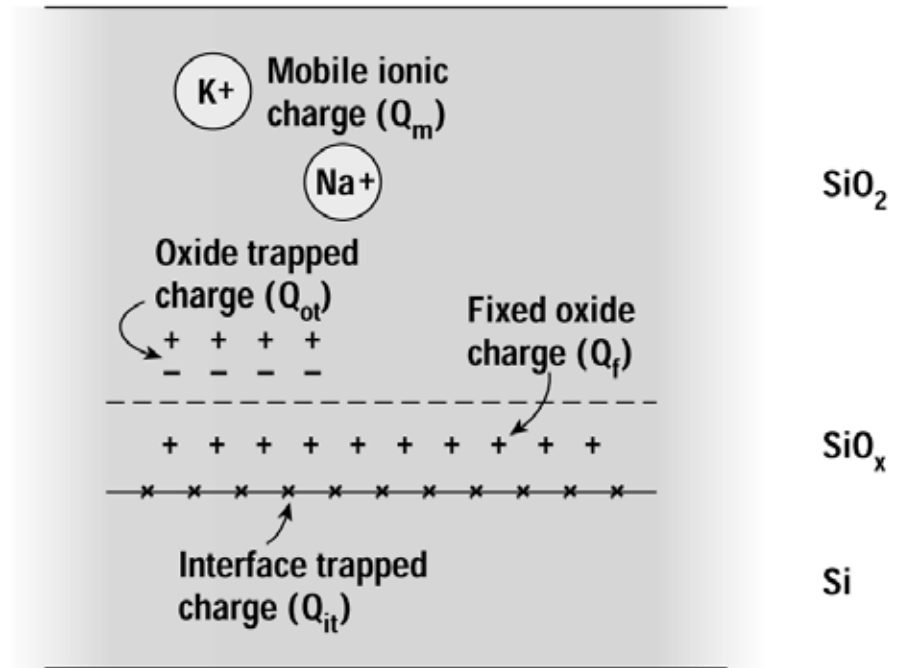 K+
Mobile ionic
charge (Qm)
Na+
SiO2
Oxide trapped
charge (Qot)
+ + + +
− − − −
Fixed oxide
charge (Qf)
+ + + + + + + + + +
SiOx
× × × × × × × × × × ×
Interface trapped
charge (Qit)
Si